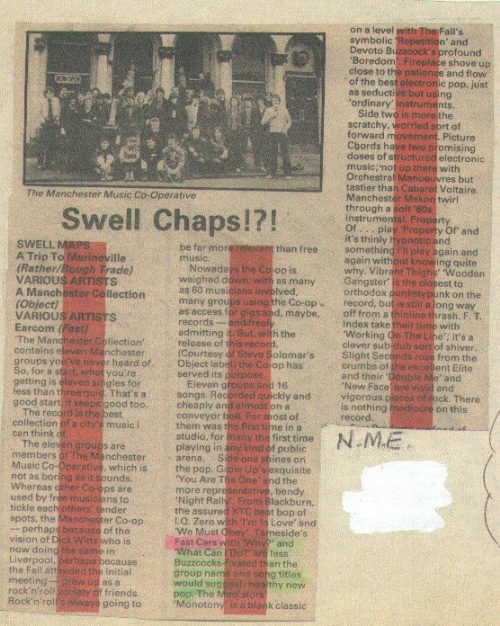 The Manchester Music Co-Operative
Swell Chaps!?!
SWELL MAPS
A Trip To Marineville
(Rather/Rough Trade)
VARIOUS ARTISTS
A Manchester Collection
(Object)
VARIOUS ARTISTS
Earcom (Fast)
'The Manchester Collection'
contains eleven Manchester
groups you've never heard of.
So, for a start, what you're
getting is eleven singles for
less than three quid. That's a
good start, it keeps good too.
The record is the best
collection of a city's music I
can think of.
The eleven groups are
members of The Manchester
Music Co-Operative, which is
not as boring as it sounds.
Whereas other Co-ops are
used by free musicians to
tickle each others' tender
spots, the Manchester Co-op
— perhaps because of the
vision of Dick Witts who is
now doing the same in
Liverpool, perhaps because
the Fall attended the initial
meeting — grew up as a
rock'n'roll society of friends.
Rock'n'roll's always going to
be far more relevant than free
music.
Nowadays the Co-op is
weighed down, with as many
as 60 musicians involved,
many groups using the Co-op
as access for gigs and, maybe,
records — and freely
admitting it. But, with the
release of this record,
(Courtesy of Steve Solomar's
Object label) the Co-op has
served its purpose.
Eleven groups and 16
songs. Recorded quickly and
cheaply and almost on a
conveyor belt. For most of
them was the first time in a
studio, for many the first time
playing in any kind of public
arena. Side one shines on
the pop. Grow Up's exquisite
'You Are The One' and the
more representative, bendy
'Night Rally'. From Blackburn,
the assured XTC beat bop of
I.Q. Zero with 'I'm In Love' and
'We Must Obey'. Tameside's
Fast Cars with 'Why?' and
'What Can I Do?' are less
Buzzcocks-fixated than the
group name and song titles
would suggest, healthy new
pop. The Mediators'
'Monotony' is a blank classic
on a level with The Fall's
symbolic 'Repetition' and
Devoto Buzzcock's profound
'Boredom'. Fireplace shove up
close to the patience and flow
of the best electronic pop, just
as seductive but using
'ordinary' instruments.
Side two is more the
scratchy, worried sort of
forward movement. Picture
Chords have two promising
doses of structured electronic
music, not up there with
Orchestral Manoeuvres but
tastier than Cabaret Voltaire.
Manchester Mekon twirl
through a soft '60s
instrumental. Property
Of . . . play 'Property Of' and
it's thinly hypnotic and
something I'll play again and
again without knowing quite
why. Vibrant Thighs' 'Wooden
Gangster' is the closest to
orthodox punketypunk on the
record, but is still a long way
off from a thinline thrash. F. T.
Index take their time with
'Working On The Line'; it's a
clever sub-dub sort of shiver.
Slight Seconds rose from the
crumbs of the excellent Elite
and their 'Double Me' and
'New Face' are vivid and
vigorous pieces of rock. There
is nothing mediocre on this
record.
N.M.E.